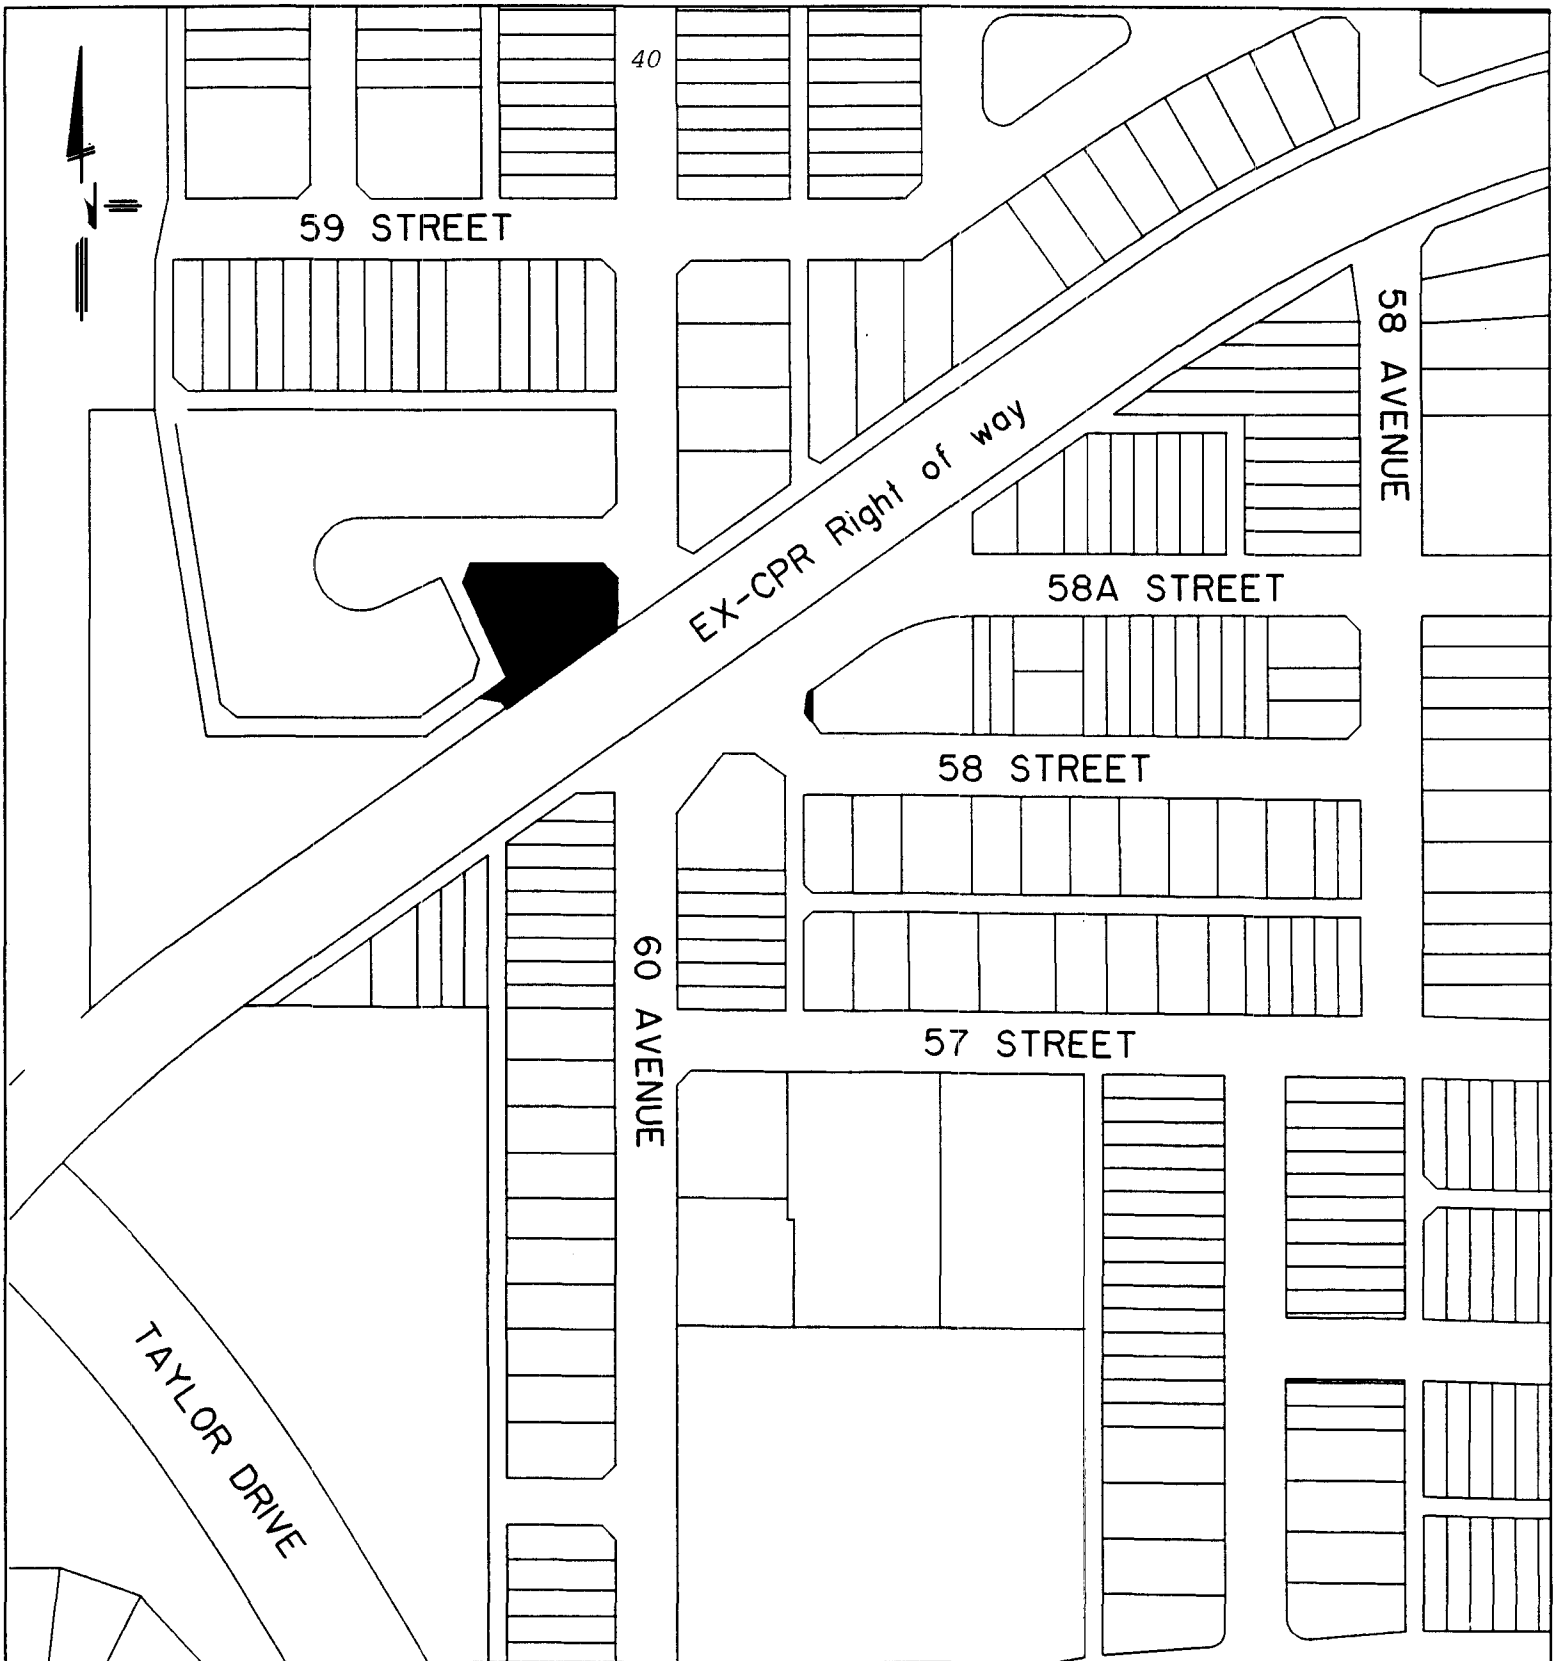 40
59 STREET
58 AVENUE
EX-CPR Right of way
58A STREET
58 STREET
60 AVENUE
57 STREET
TAYLOR DRIVE